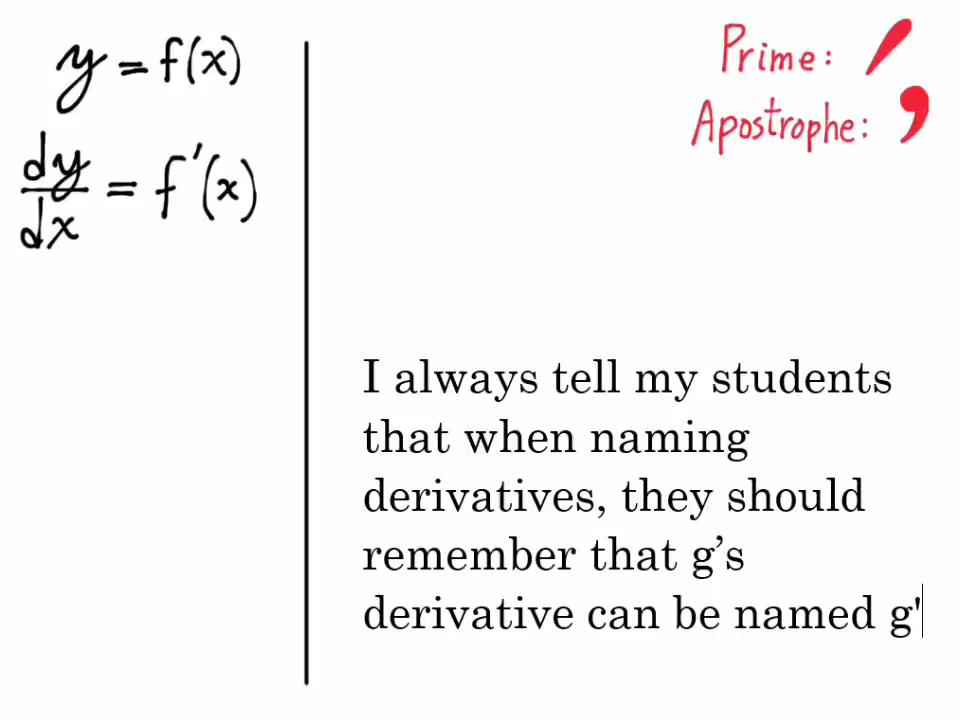 y = f(x)
dy/dx = f′(x)
Prime: ′
Apostrophe: ’
I always tell my students
that when naming
derivatives, they should
remember that g’s
derivative can be named g'